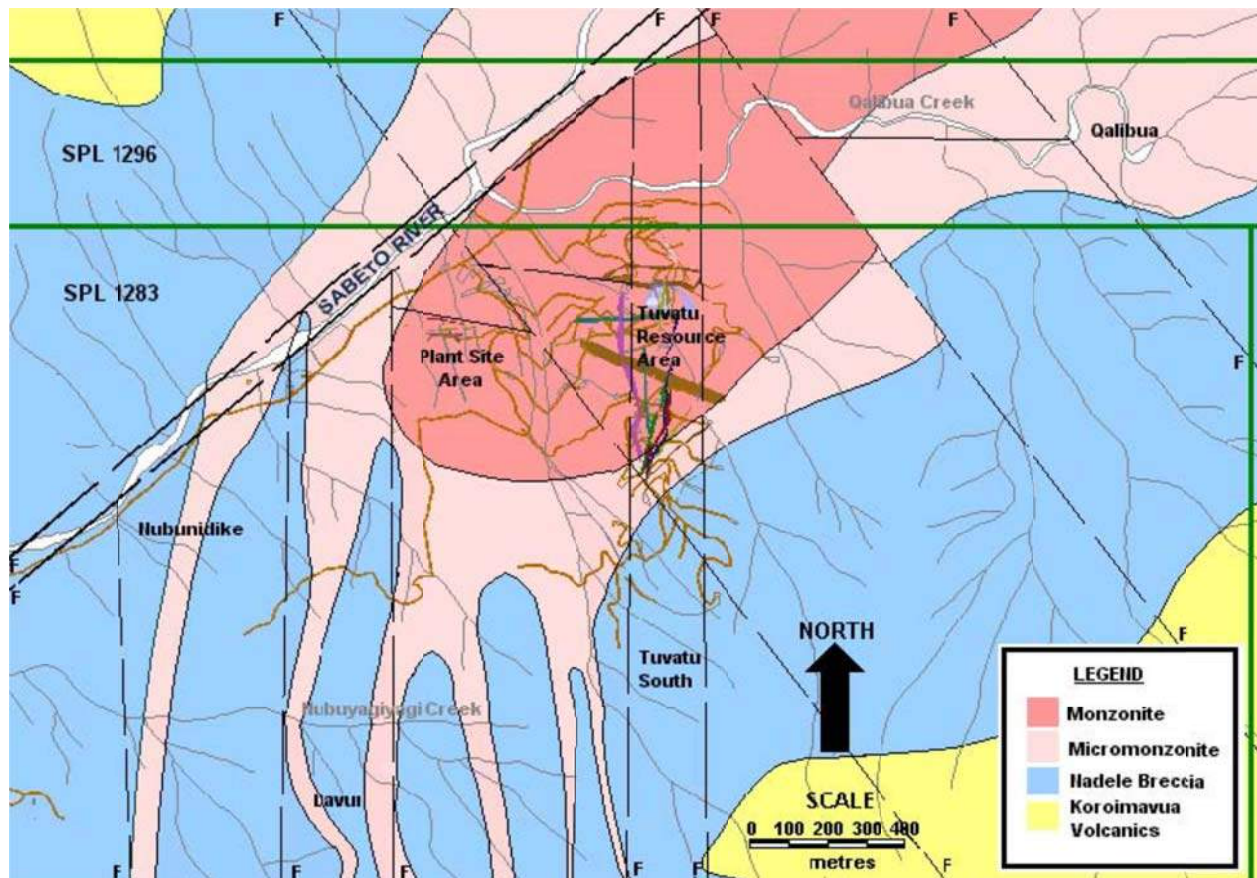 F
F
F
F
SPL 1296
Qalibua Creek
Qalibua
SABETO RIVER
SPL 1283
Tuvatu
Resource
Area
Plant Site
Area
F
Nubunidike
F
F
NORTH
F
Tuvatu
South
Nubuyagiyagi Creek
Davui
SCALE
0 100 200 300 400
metres
LEGEND
Monzonite
Micromonzonite
Nadele Breccia
Koroimavua
Volcanics
F
F
F
F
F
F